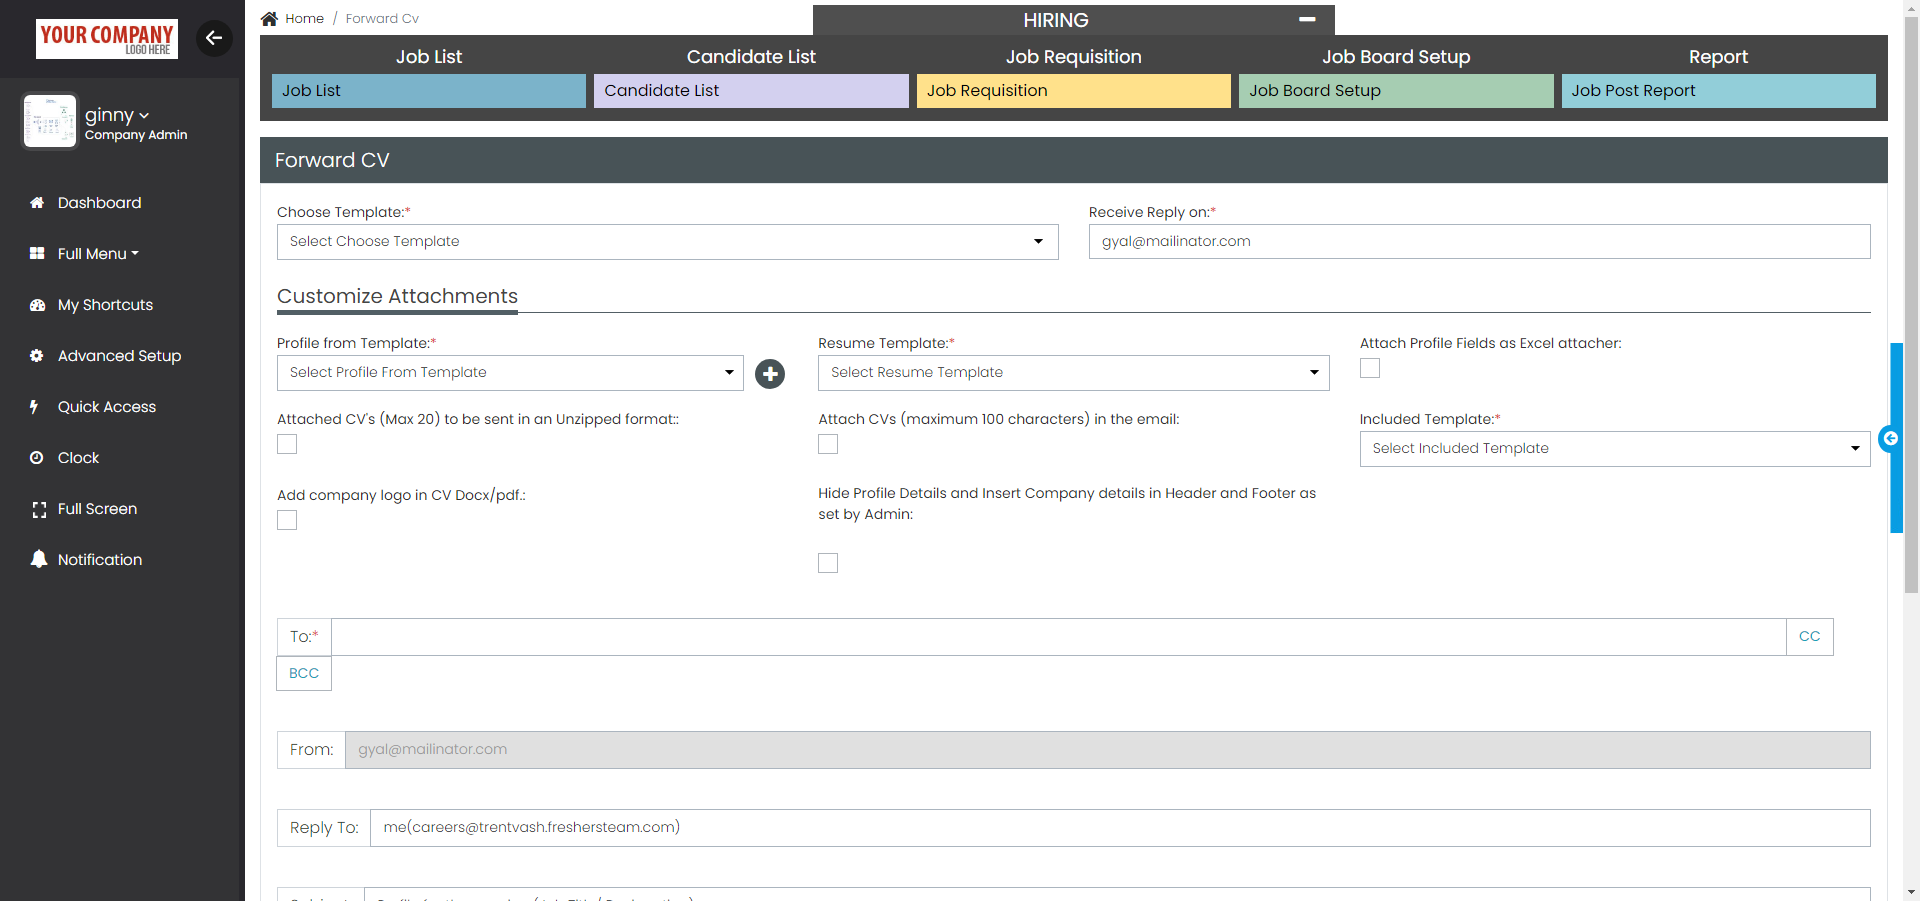 YOUR COMPANY
LOGO HERE
Home / Forward Cv
HIRING
Job List
Candidate List
Job Requisition
Job Board Setup
Report
Job List
Candidate List
Job Requisition
Job Board Setup
Job Post Report
ginny
Company Admin
Dashboard
Full Menu
My Shortcuts
Advanced Setup
Quick Access
Clock
Full Screen
Notification
Forward CV
Choose Template:*
Select Choose Template
Receive Reply on:*
gyal@mailinator.com
Customize Attachments
Profile from Template:*
Select Profile From Template
Resume Template:*
Select Resume Template
Attach Profile Fields as Excel attacher:
Attached CV's (Max 20) to be sent in an Unzipped format::
Attach CVs (maximum 100 characters) in the email:
Included Template:*
Select Included Template
Add company logo in CV Docx/pdf.:
Hide Profile Details and Insert Company details in Header and Footer as
set by Admin:
To:*
CC
BCC
From:
gyal@mailinator.com
Reply To:
me(careers@trentvash.freshersteam.com)